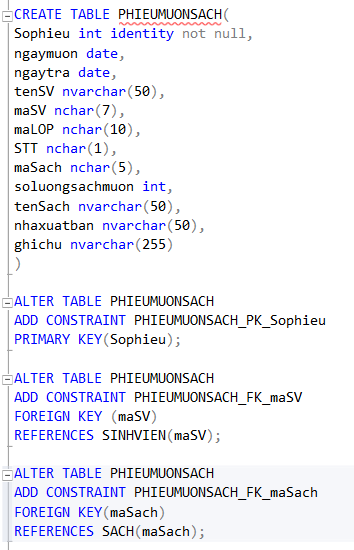 CREATE TABLE PHIEUMUONSACH(
Sophieu int identity not null,
ngaymuon date,
ngaytra date,
tenSV nvarchar(50),
maSV nchar(7),
maLOP nchar(10),
STT nchar(1),
maSach nchar(5),
soluongsachmuon int,
tenSach nvarchar(50),
nhaxuatban nvarchar(50),
ghichu nvarchar(255)
)
ALTER TABLE PHIEUMUONSACH
ADD CONSTRAINT PHIEUMUONSACH_PK_Sophieu
PRIMARY KEY(Sophieu);
ALTER TABLE PHIEUMUONSACH
ADD CONSTRAINT PHIEUMUONSACH_FK_maSV
FOREIGN KEY (maSV)
REFERENCES SINHVIEN(maSV);
ALTER TABLE PHIEUMUONSACH
ADD CONSTRAINT PHIEUMUONSACH_FK_maSach
FOREIGN KEY(maSach)
REFERENCES SACH(maSach);